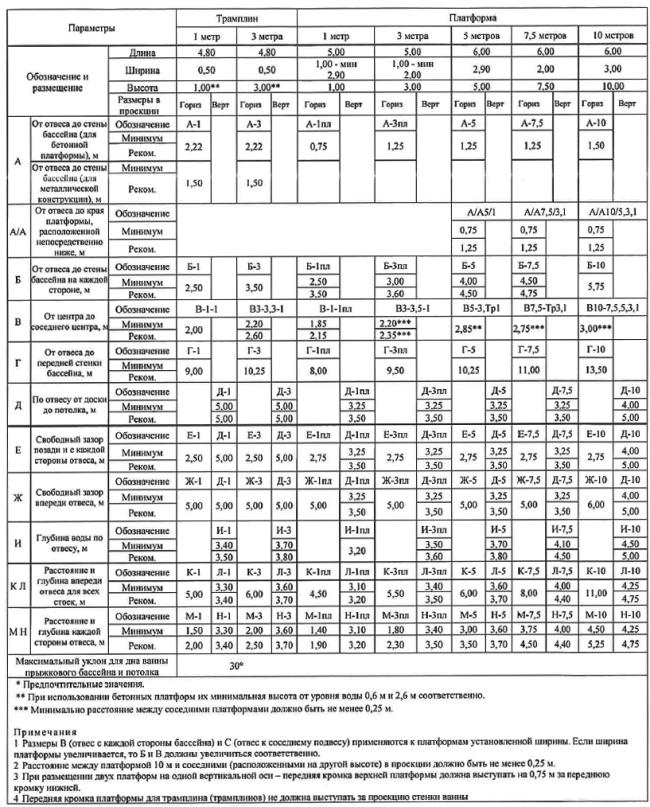 Параметры Трамплин Платформа
1 метр 3 метра 1 метр 3 метра 5 метров 7,5 метров 10 метров
Обозначение и размещение
Длина 4,80 4,80 5,00 5,00 6,00 6,00 6,00
Ширина 0,50 0,50 1,00 - мин 2,90 1,00 - мин 2,00 2,90 2,00 3,00
Высота 1,00** 3,00** 1,00 3,00 5,00 7,50 10,00
Размеры в проекции Гориз Верт Гориз Верт Гориз Верт Гориз Верт Гориз Верт Гориз Верт Гориз Верт
А От отвеса до стены бассейна (для бетонной платформы), м
Обозначение А-1 А-3 А-1пл А-3пл А-5 А-7,5 А-10
Минимум
Реком. 2,22 2,22 0,75 1,25 1,25 1,25 1,50
От отвеса до стены бассейна (для металлической конструкции), м
Минимум
Реком. 1,50 1,50
А/А От отвеса до края платформы, расположенной непосредственно ниже, м
Обозначение А/А5/1 А/А7,5/3,1 А/А10/5,3,1
Минимум 0,75 0,75 0,75
Реком. 1,25 1,25 1,25
Б От отвеса до стены бассейна на каждой стороне, м
Обозначение Б-1 Б-3 Б-1пл Б-3пл Б-5 Б-7,5 Б-10
Минимум 2,50 3,50 2,50 3,00 4,00 4,50 5,75
Реком. 3,50 3,60 4,50 4,75
В От центра до соседнего центра, м
Обозначение В-1-1 В3-3,3-1 В-1-1пл В3-3,5-1 В5-3,Тр1 В7,5-Тр3,1 В10-7,5,5,3,1
Минимум 2,00 2,20 1,85 2,20*** 2,85** 2,75*** 3,00***
Реком. 2,60 2,15 2,35***
Г От отвеса до передней стенки бассейна, м
Обозначение Г-1 Г-3 Г-1пл Г-3пл Г-5 Г-7,5 Г-10
Минимум
Реком. 9,00 10,25 8,00 9,50 10,25 11,00 13,50
Д По отвесу от доски до потолка, м
Обозначение Д-1 Д-3 Д-1пл Д-3пл Д-5 Д-7,5 Д-10
Минимум 5,00 5,00 3,25 3,25 3,25 3,25 4,00
Реком. 5,00 5,00 3,50 3,50 3,50 3,50 5,00
Е Свободный зазор позади и с каждой стороны отвеса, м
Обозначение Е-1 Д-1 Е-3 Д-3 Е-1пл Д-1пл Е-3пл Д-3пл Е-5 Д-5 Е-7,5 Д-7,5 Е-10 Д-10
Минимум 2,50 5,00 2,50 5,00 2,75 3,25 2,75 3,25 2,75 3,25 2,75 3,25 2,75 4,00
3,50 3,50 3,50 3,50 5,00
Ж Свободный зазор впереди отвеса, м
Обозначение Ж-1 Д-1 Ж-3 Д-3 Ж-1пл Д-1пл Ж-3пл Д-3пл Ж-5 Д-5 Ж-7,5 Д-7,5 Ж-10 Д-10
Минимум 5,00 5,00 5,00 5,00 5,00 3,25 5,00 3,25 5,00 3,25 5,00 3,25 6,00 4,00
3,50 3,50 3,50 3,50 5,00
И Глубина воды по отвесу, м
Обозначение И-1 И-3 И-1пл И-3пл И-5 И-7,5 И-10
Минимум 3,40 3,70 3,20 3,50 3,70 4,10 4,50
Реком. 3,50 3,80 3,60 3,80 4,50 5,00
К Л Расстояние и глубина впереди отвеса для всех стоек, м
Обозначение К-1 Л-1 К-3 Л-3 К-1пл Л-1пл К-3пл Л-3пл К-5 Л-5 К-7,5 Л-7,5 К-10 Л-10
Минимум 5,00 3,30 6,00 3,60 4,50 3,10 5,50 3,40 6,00 3,60 8,00 4,00 11,00 4,25
Реком. 3,40 3,70 3,20 3,50 3,70 4,40 4,75
М Н Расстояние и глубина каждой стороны отвеса, м
Обозначение М-1 Н-1 М-3 Н-3 М-1пл Н-1пл М-3пл Н-3пл М-5 Н-5 М-7,5 Н-7,5 М-10 Н-10
Минимум 1,50 3,30 2,00 3,60 1,40 3,10 1,80 3,40 3,00 3,60 3,75 4,00 4,50 4,25
Реком. 2,00 3,40 2,50 3,70 1,90 3,20 2,30 3,50 3,50 3,70 4,50 4,40 5,25 4,75
Максимальный уклон для дна ванны прыжкового бассейна и потолка 30°
* Предпочтительные значения.
** При использовании бетонных платформ их минимальная высота от уровня воды 0,6 м и 2,6 м соответственно.
*** Минимально расстояние между соседними платформами должно быть не менее 0,25 м.
Примечания
1 Размеры В (отвес с каждой стороны бассейна) и С (отвес к соседнему подвесу) применяются к платформам установленной ширины. Если ширина
платформы увеличивается, то Б и В должны увеличиться соответственно.
2 Расстояние между платформой 10 м и соседними (расположенными на другой высоте) в проекции должно быть не менее 0,25 м.
3 При размещении двух платформ на одной вертикальной оси – передняя кромка верхней платформы должна выступать на 0,75 м за переднюю
кромку нижней.
4 Передняя кромка платформы для трамплина (трамплинов) не должна выступать за проекцию стенки ванны